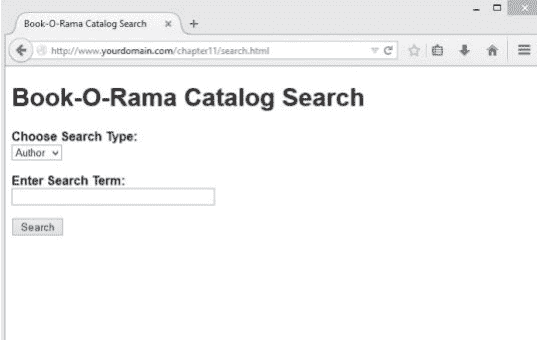 Book-O-Rama Catalog Search
http://www.yourdomain.com/chapter11/search.html
Book-O-Rama Catalog Search
Choose Search Type:
Author
Enter Search Term:
Search